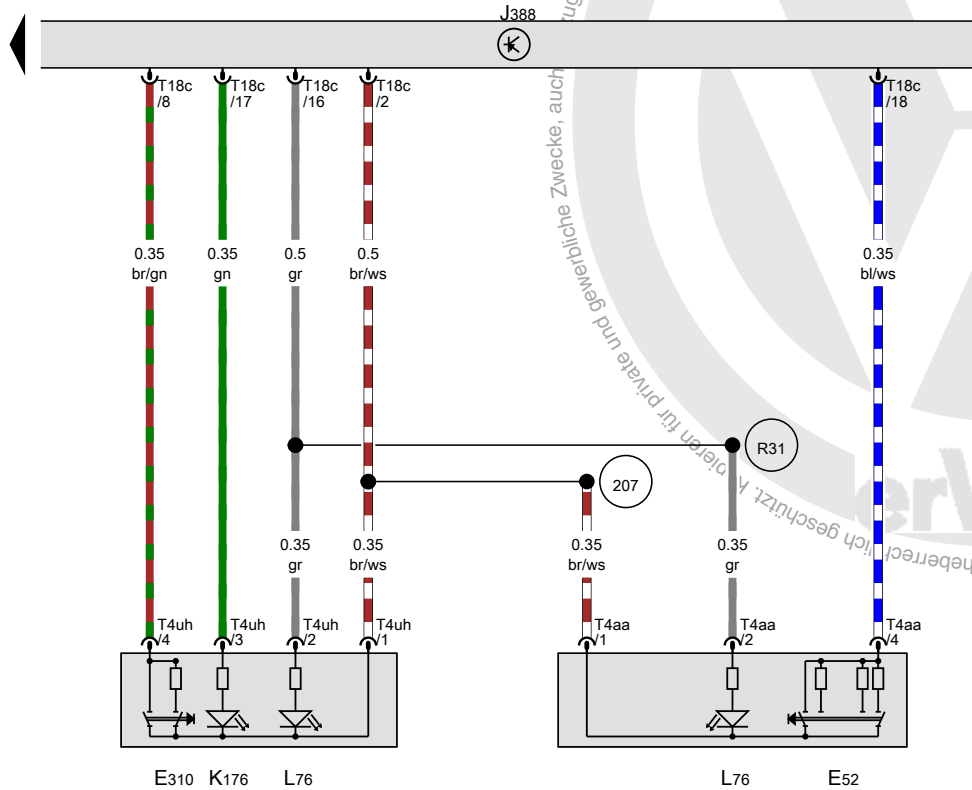 J388
T18c
/8
T18c
/17
T18c
/16
T18c
/2
T18c
/18
0.35
br/gn
0.35
gn
0.5
gr
0.5
br/ws
0.35
bl/ws
R31
207
0.35
gr
0.35
br/ws
0.35
br/ws
0.35
gr
T4uh
/4
T4uh
/3
T4uh
/2
T4uh
/1
T4aa
/1
T4aa
/2
T4aa
/4
E310 K176 L76 L76 E52
für private und gewerbliche Zwecke, auch